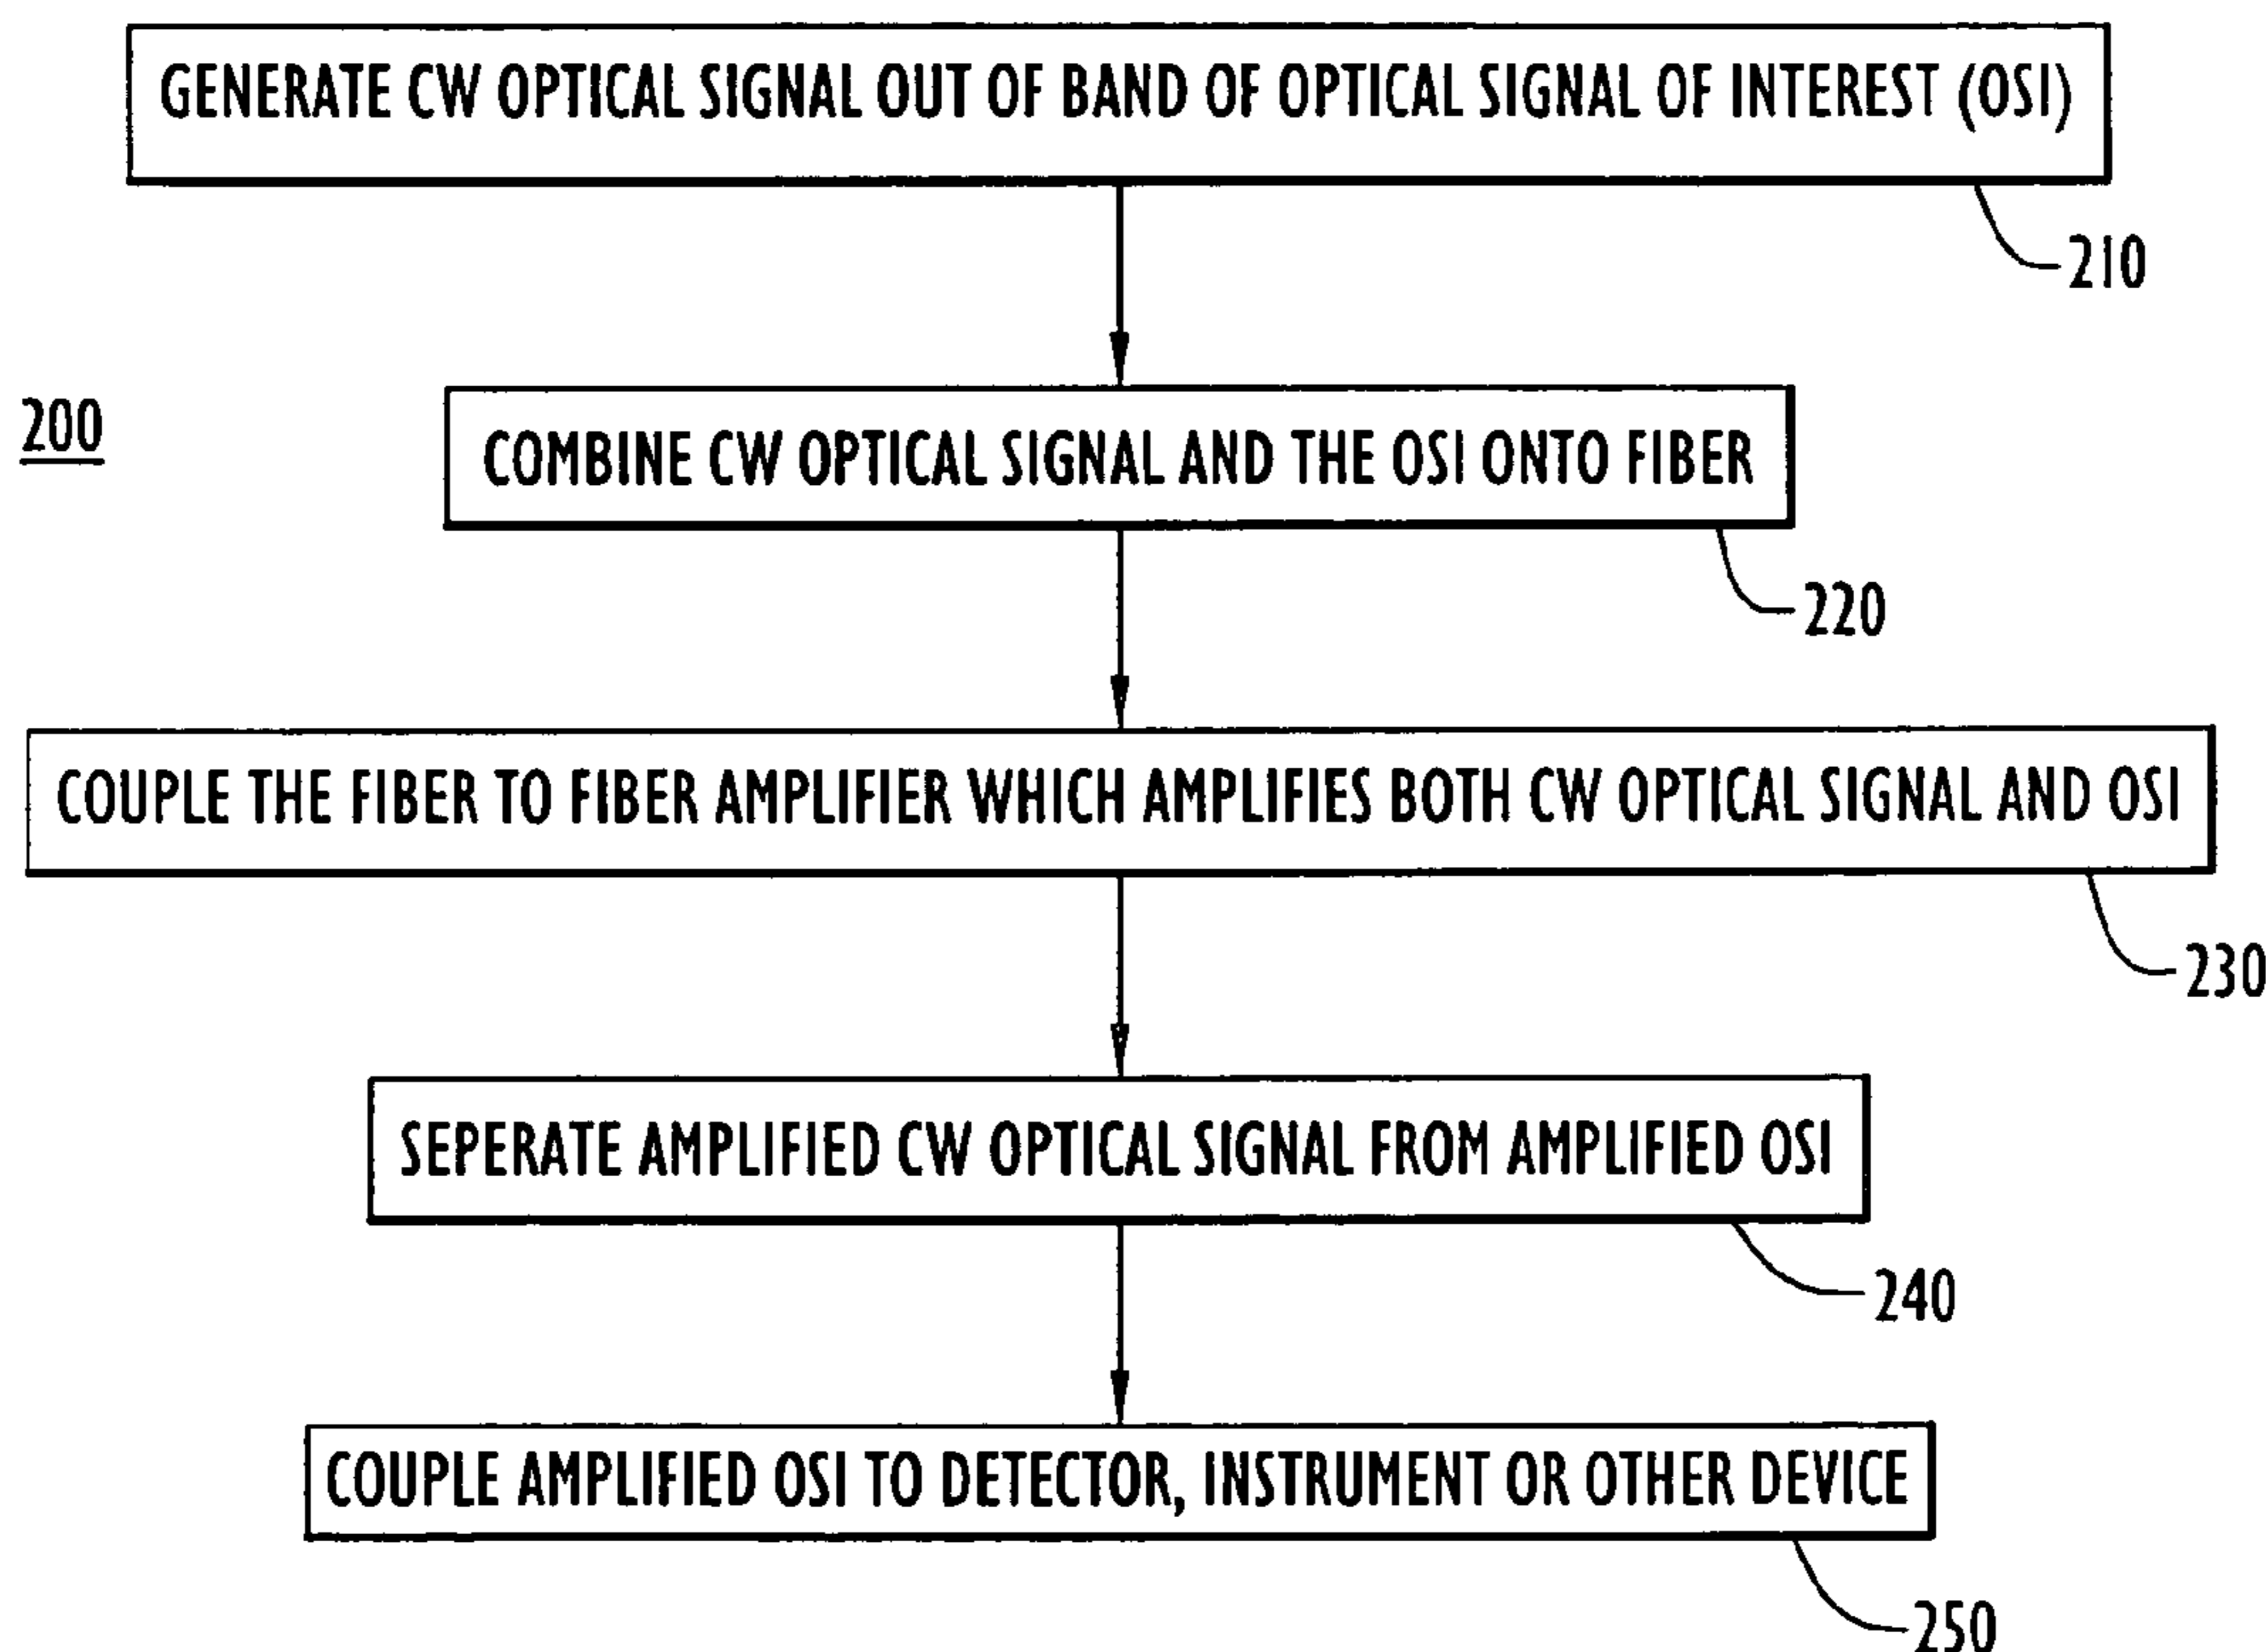 GENERATE CW OPTICAL SIGNAL OUT OF BAND OF OPTICAL SIGNAL OF INTEREST (OSI)
210
200
COMBINE CW OPTICAL SIGNAL AND THE OSI ONTO FIBER
220
COUPLE THE FIBER TO FIBER AMPLIFIER WHICH AMPLIFIES BOTH CW OPTICAL SIGNAL AND OSI
230
SEPERATE AMPLIFIED CW OPTICAL SIGNAL FROM AMPLIFIED OSI
240
COUPLE AMPLIFIED OSI TO DETECTOR, INSTRUMENT OR OTHER DEVICE
250